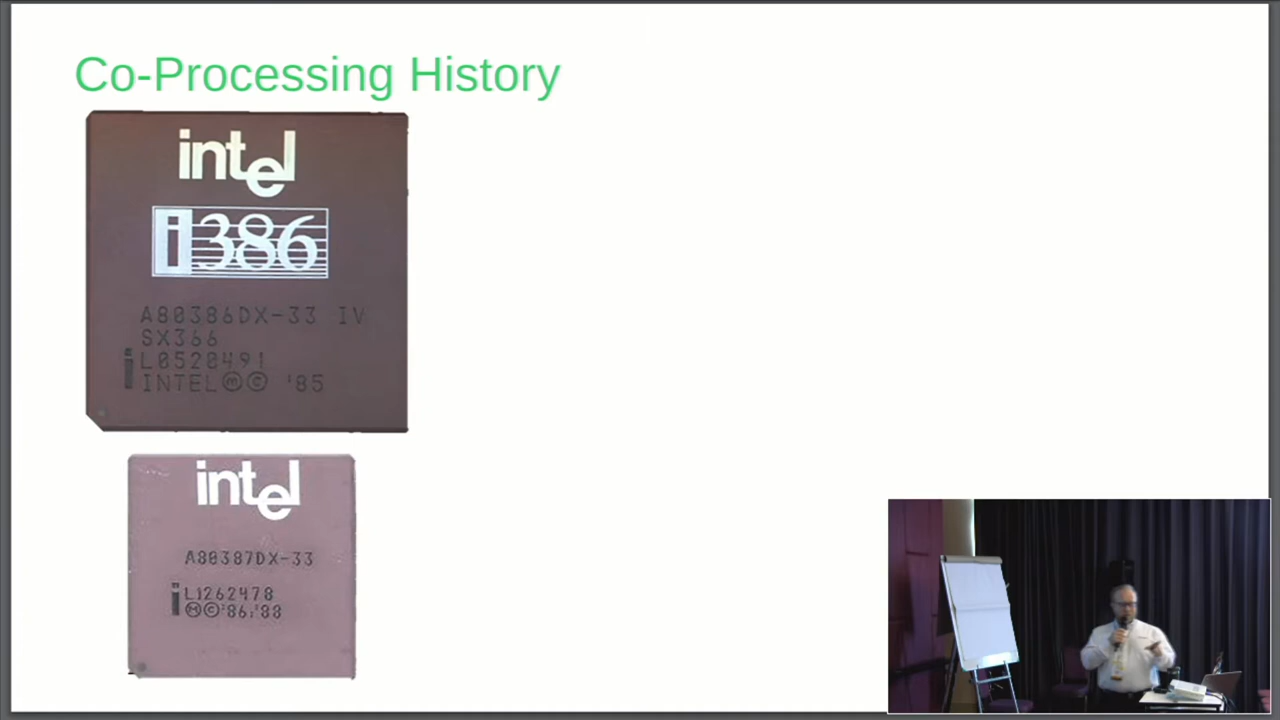 Co-Processing History
intel
i386
A80386DX-33 IV
SX366
L0520491
INTEL Ⓜ © '85
intel
A80387DX-33
L1262478
Ⓜ © '86,'88